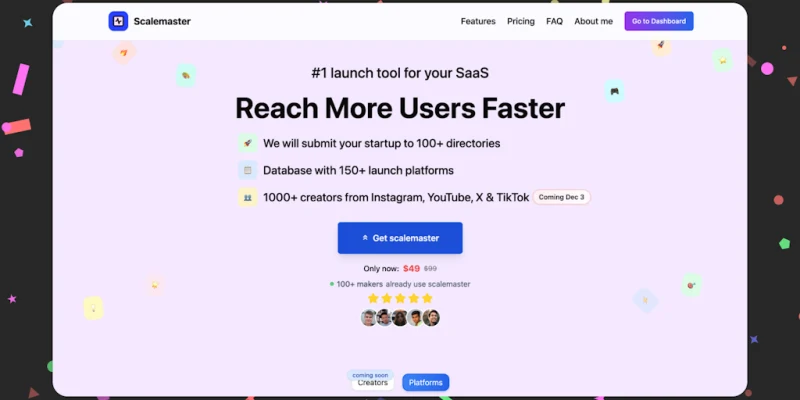 Scalemaster
Features
Pricing
FAQ
About me
Go to Dashboard
#1 launch tool for your SaaS
Reach More Users Faster
We will submit your startup to 100+ directories
Database with 150+ launch platforms
1000+ creators from Instagram, YouTube, X & TikTok
Coming Dec 3
Get scalemaster
Only now: $49 $99
100+ makers already use scalemaster
coming soon
Creators
Platforms